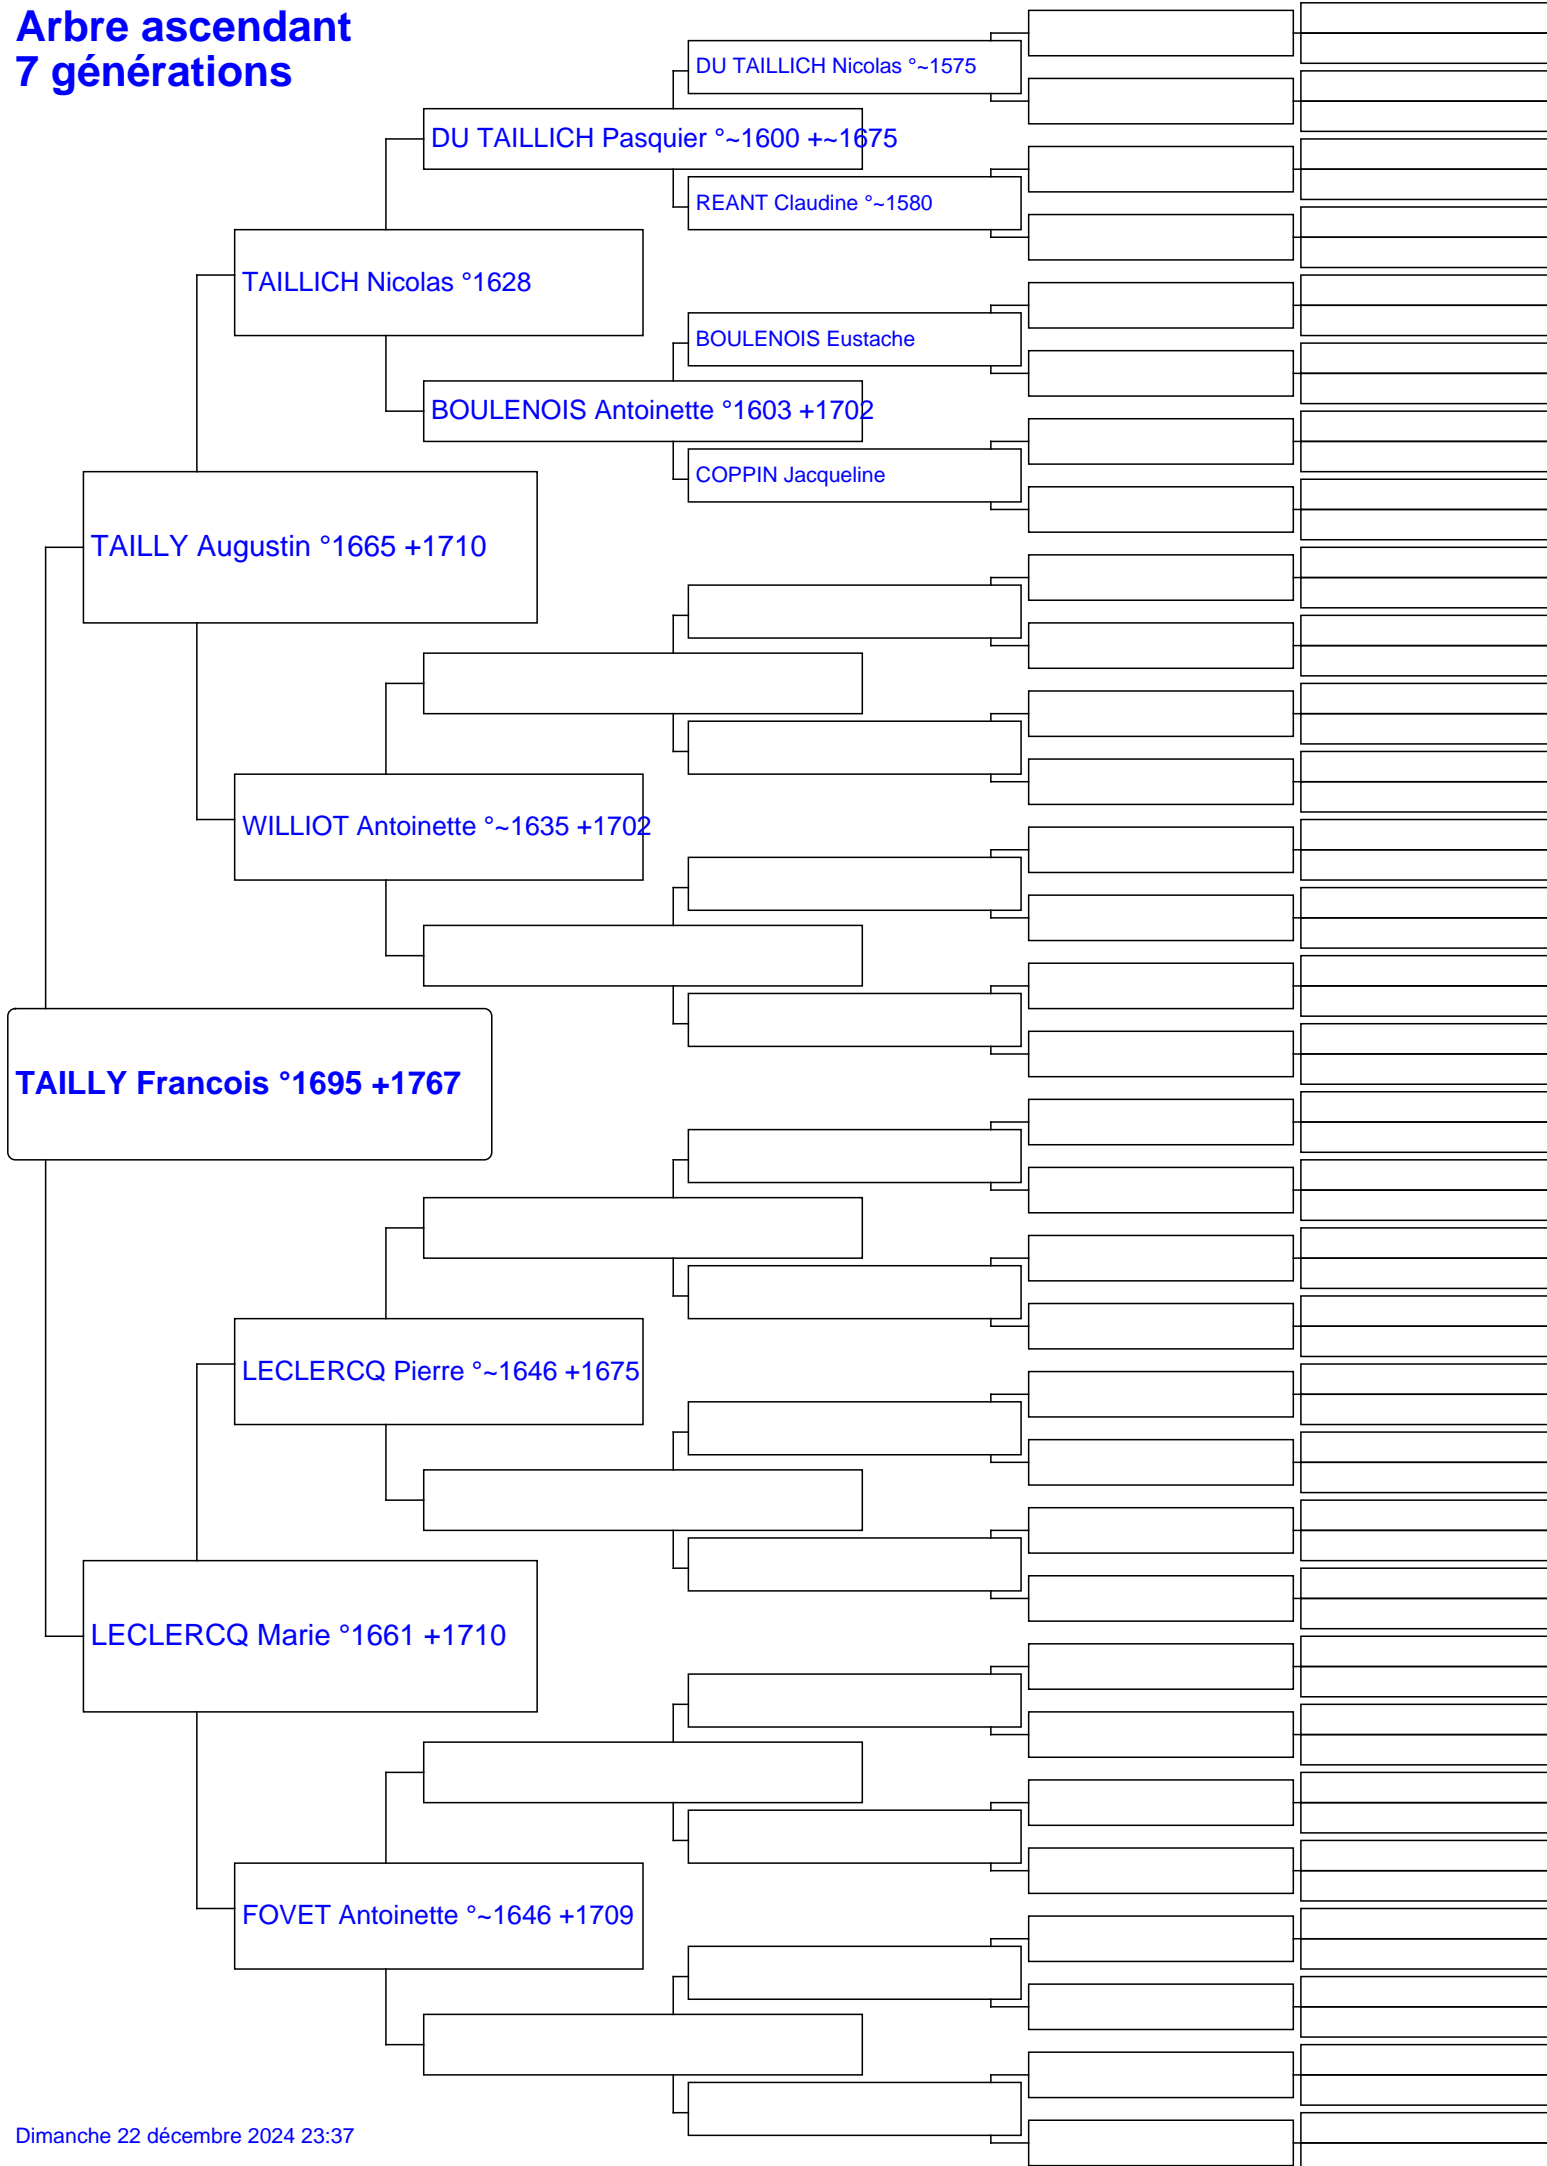 Arbre ascendant
7 générations
DU TAILLICH Nicolas °~1575
DU TAILLICH Pasquier °~1600 +~1675
REANT Claudine °~1580
TAILLICH Nicolas °1628
BOULENOIS Eustache
BOULENOIS Antoinette °1603 +1702
COPPIN Jacqueline
TAILLY Augustin °1665 +1710
WILLIOT Antoinette °~1635 +1702
TAILLY Francois °1695 +1767
LECLERCQ Pierre °~1646 +1675
LECLERCQ Marie °1661 +1710
FOVET Antoinette °~1646 +1709
Dimanche 22 décembre 2024 23:37